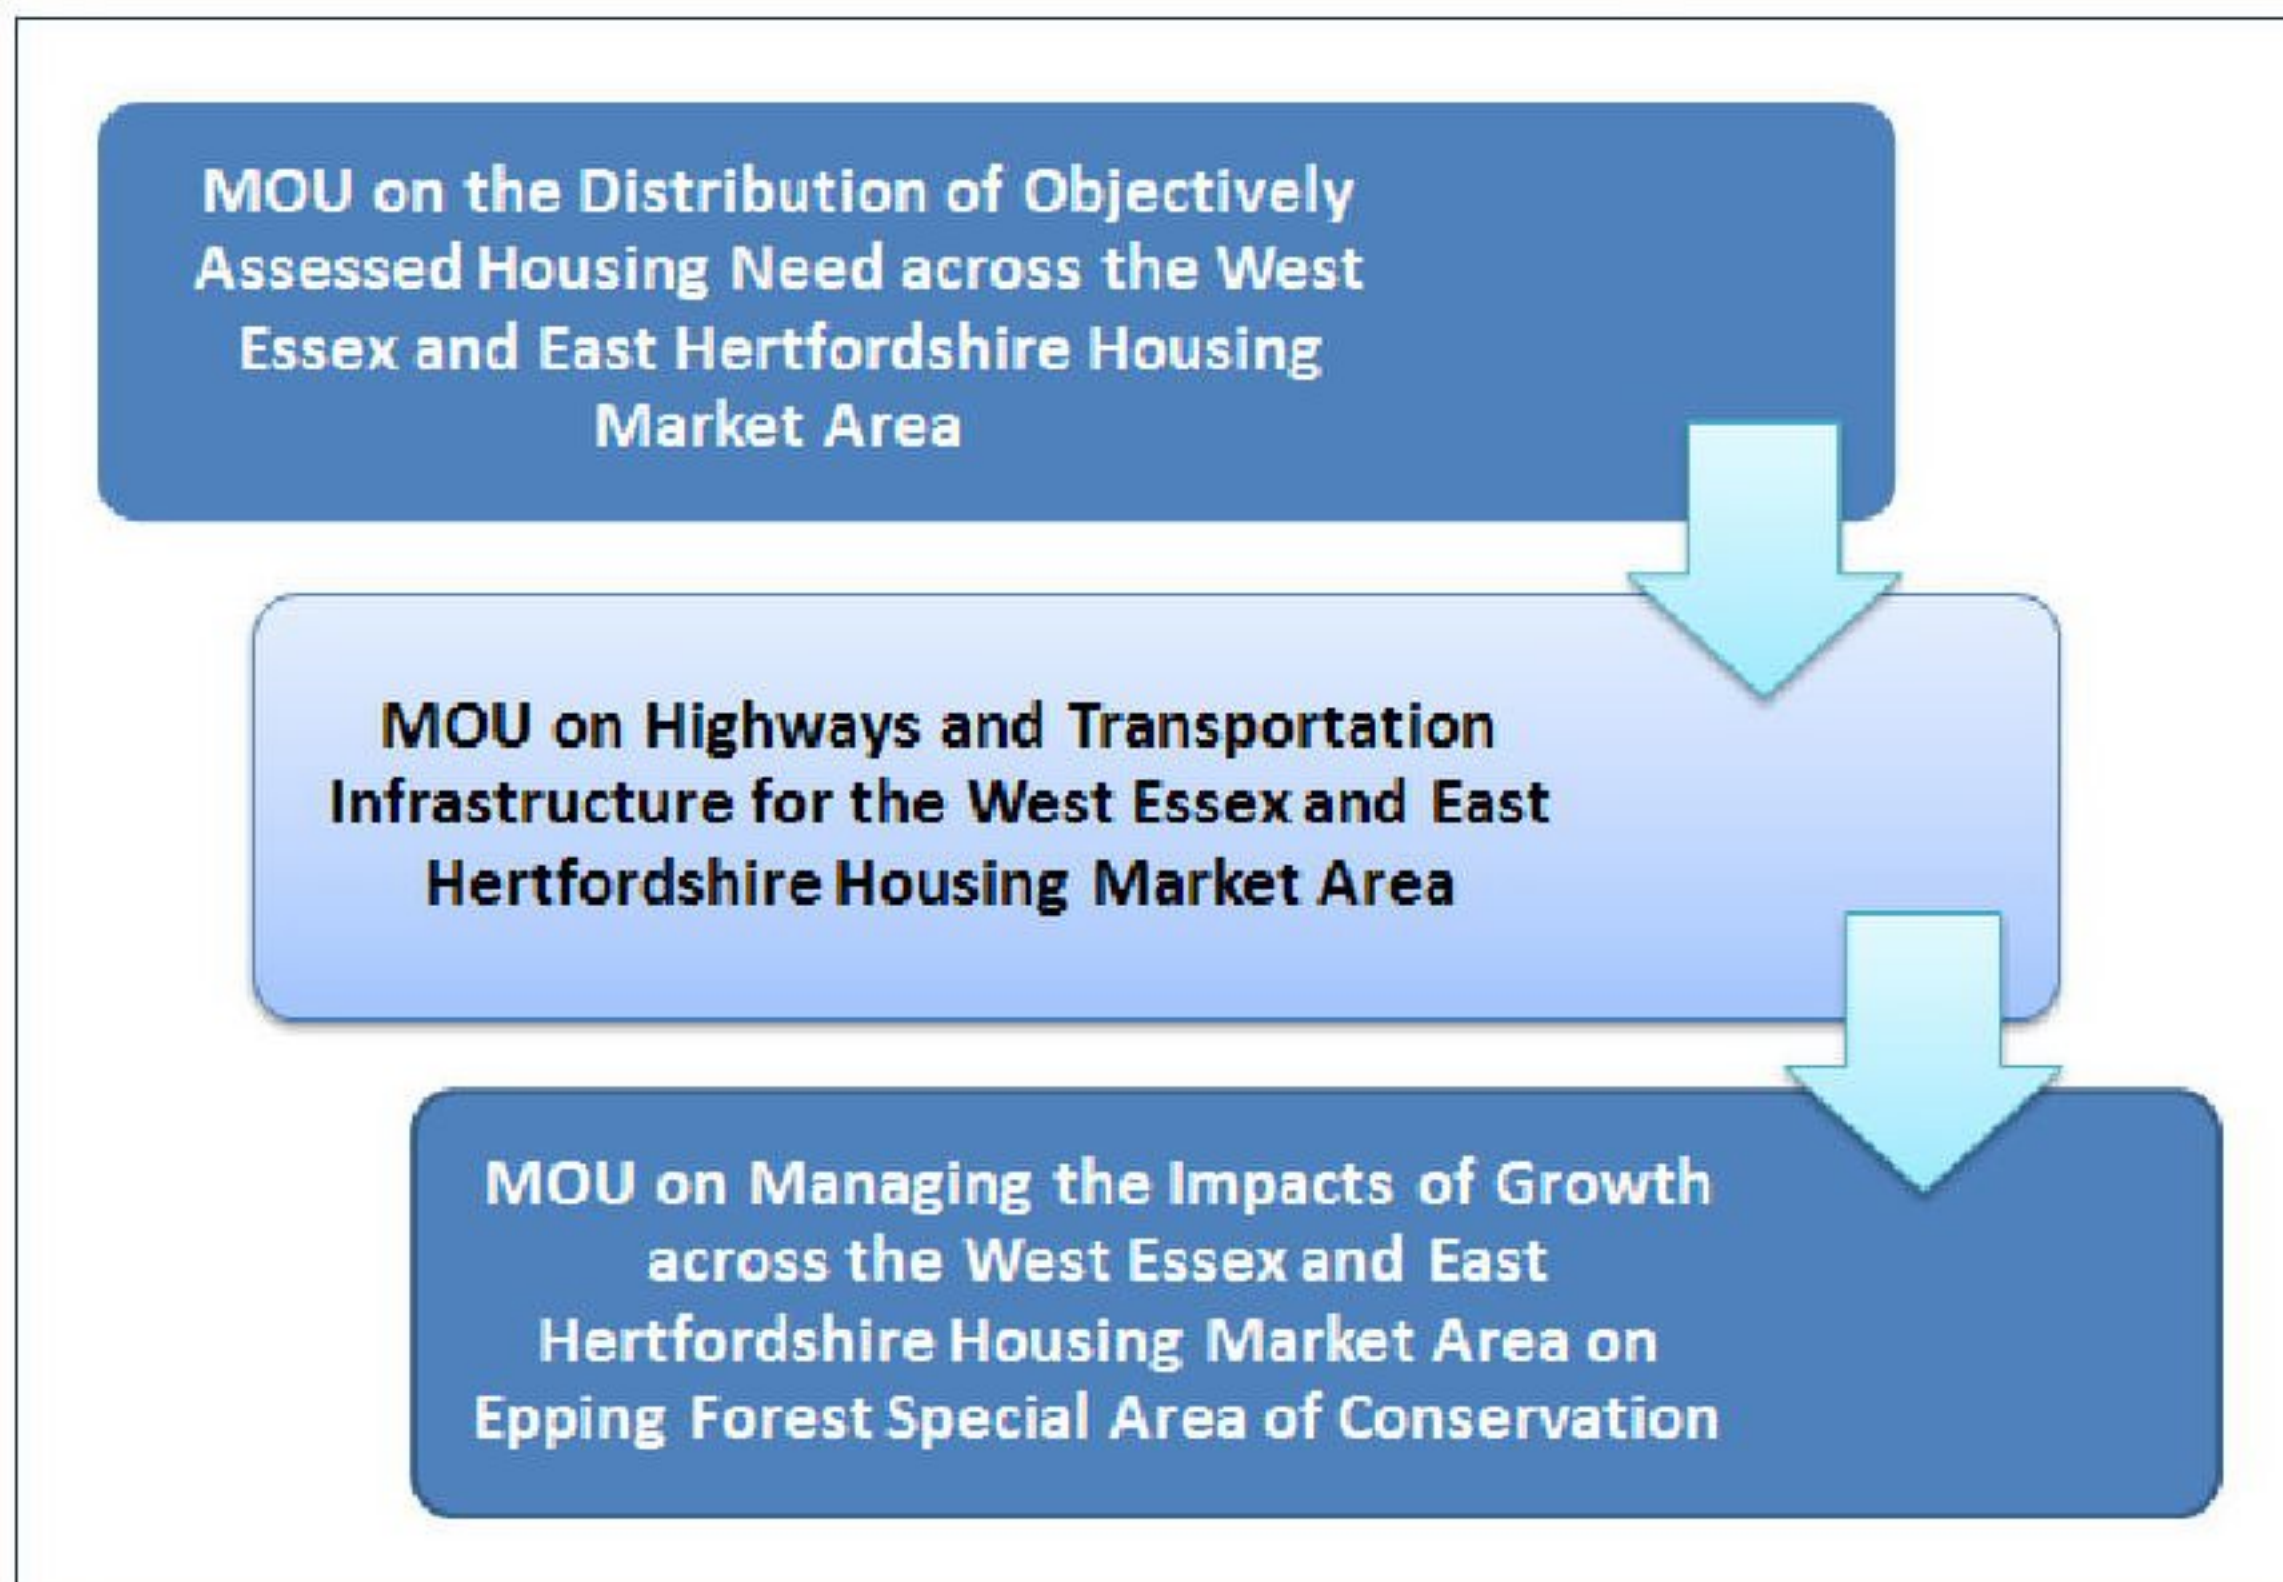 MOU on the Distribution of Objectively
Assessed Housing Need across the West
Essex and East Hertfordshire Housing
Market Area
MOU on Highways and Transportation
Infrastructure for the West Essex and East
Hertfordshire Housing Market Area
MOU on Managing the Impacts of Growth
across the West Essex and East
Hertfordshire Housing Market Area on
Epping Forest Special Area of Conservation